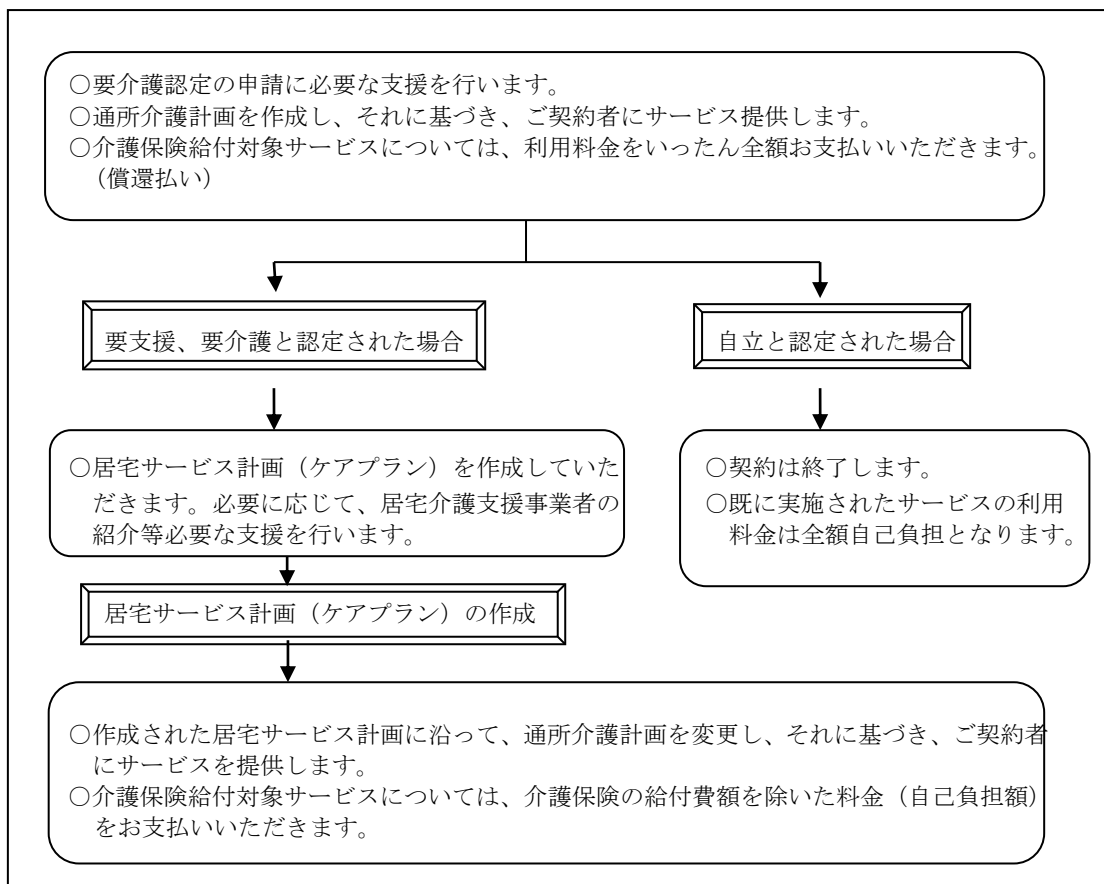 ○要介護認定の申請に必要な支援を行います。
○通所介護計画を作成し、それに基づき、ご契約者にサービス提供します。
○介護保険給付対象サービスについては、利用料金をいったん全額お支払いいただきます。
(償還払い)
要支援、要介護と認定された場合
自立と認定された場合
○居宅サービス計画(ケアプラン)を作成していた
だきます。必要に応じて、居宅介護支援事業者の
紹介等必要な支援を行います。
○契約は終了します。
○既に実施されたサービスの利用
料金は全額自己負担となります。
居宅サービス計画(ケアプラン)の作成
○作成された居宅サービス計画に沿って、通所介護計画を変更し、それに基づき、ご契約者
にサービスを提供します。
○介護保険給付対象サービスについては、介護保険の給付費額を除いた料金(自己負担額)
をお支払いいただきます。